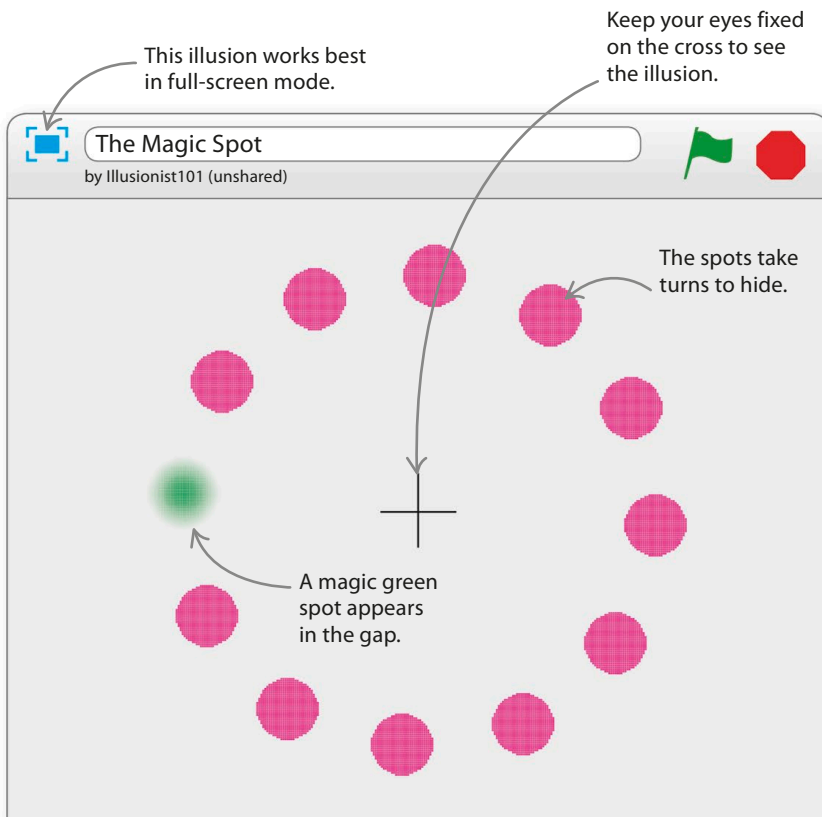 Keep your eyes fixed
on the cross to see
the illusion.
This illusion works best
in full-screen mode.
The Magic Spot
by Illusionist101 (unshared)
The spots take
turns to hide.
A magic green
spot appears
in the gap.